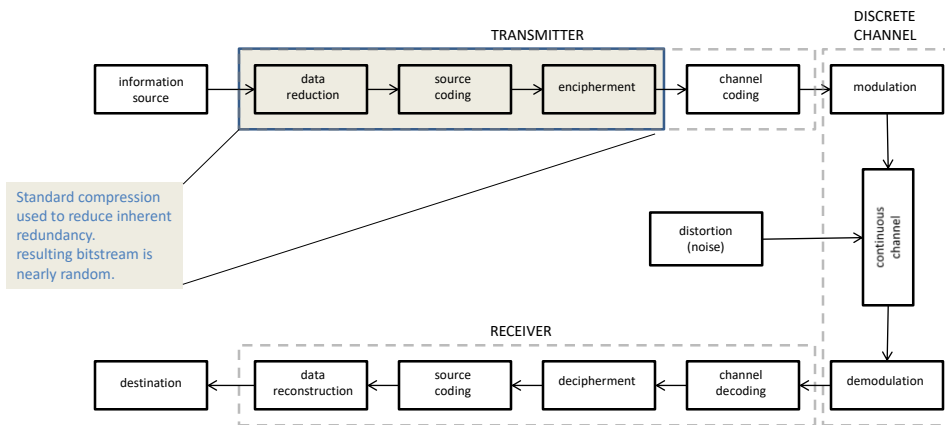 DISCRETE
CHANNEL
TRANSMITTER
information
source
data
reduction
source
coding
encipherment
channel
coding
modulation
Standard compression
used to reduce inherent
redundancy.
resulting bitstream is
nearly random.
distortion
(noise)
continuous
channel
RECEIVER
destination
data
reconstruction
source
coding
decipherment
channel
decoding
demodulation